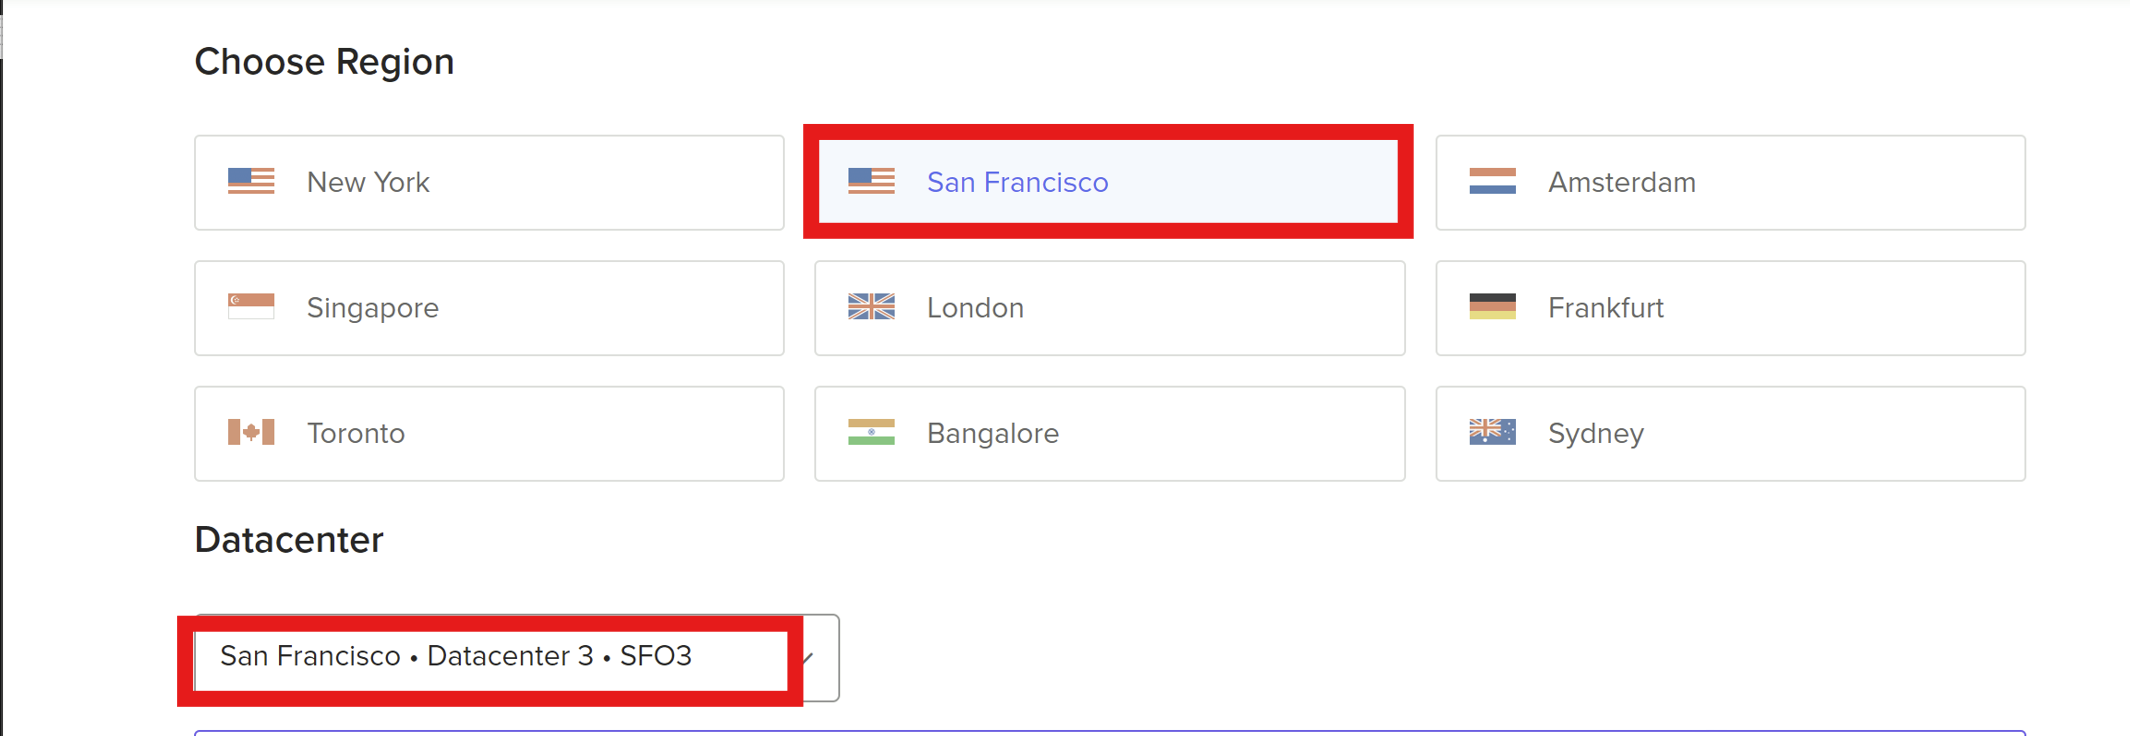 Choose Region
New York
San Francisco
Amsterdam
Singapore
London
Frankfurt
Toronto
Bangalore
Sydney
Datacenter
San Francisco • Datacenter 3 • SFO3